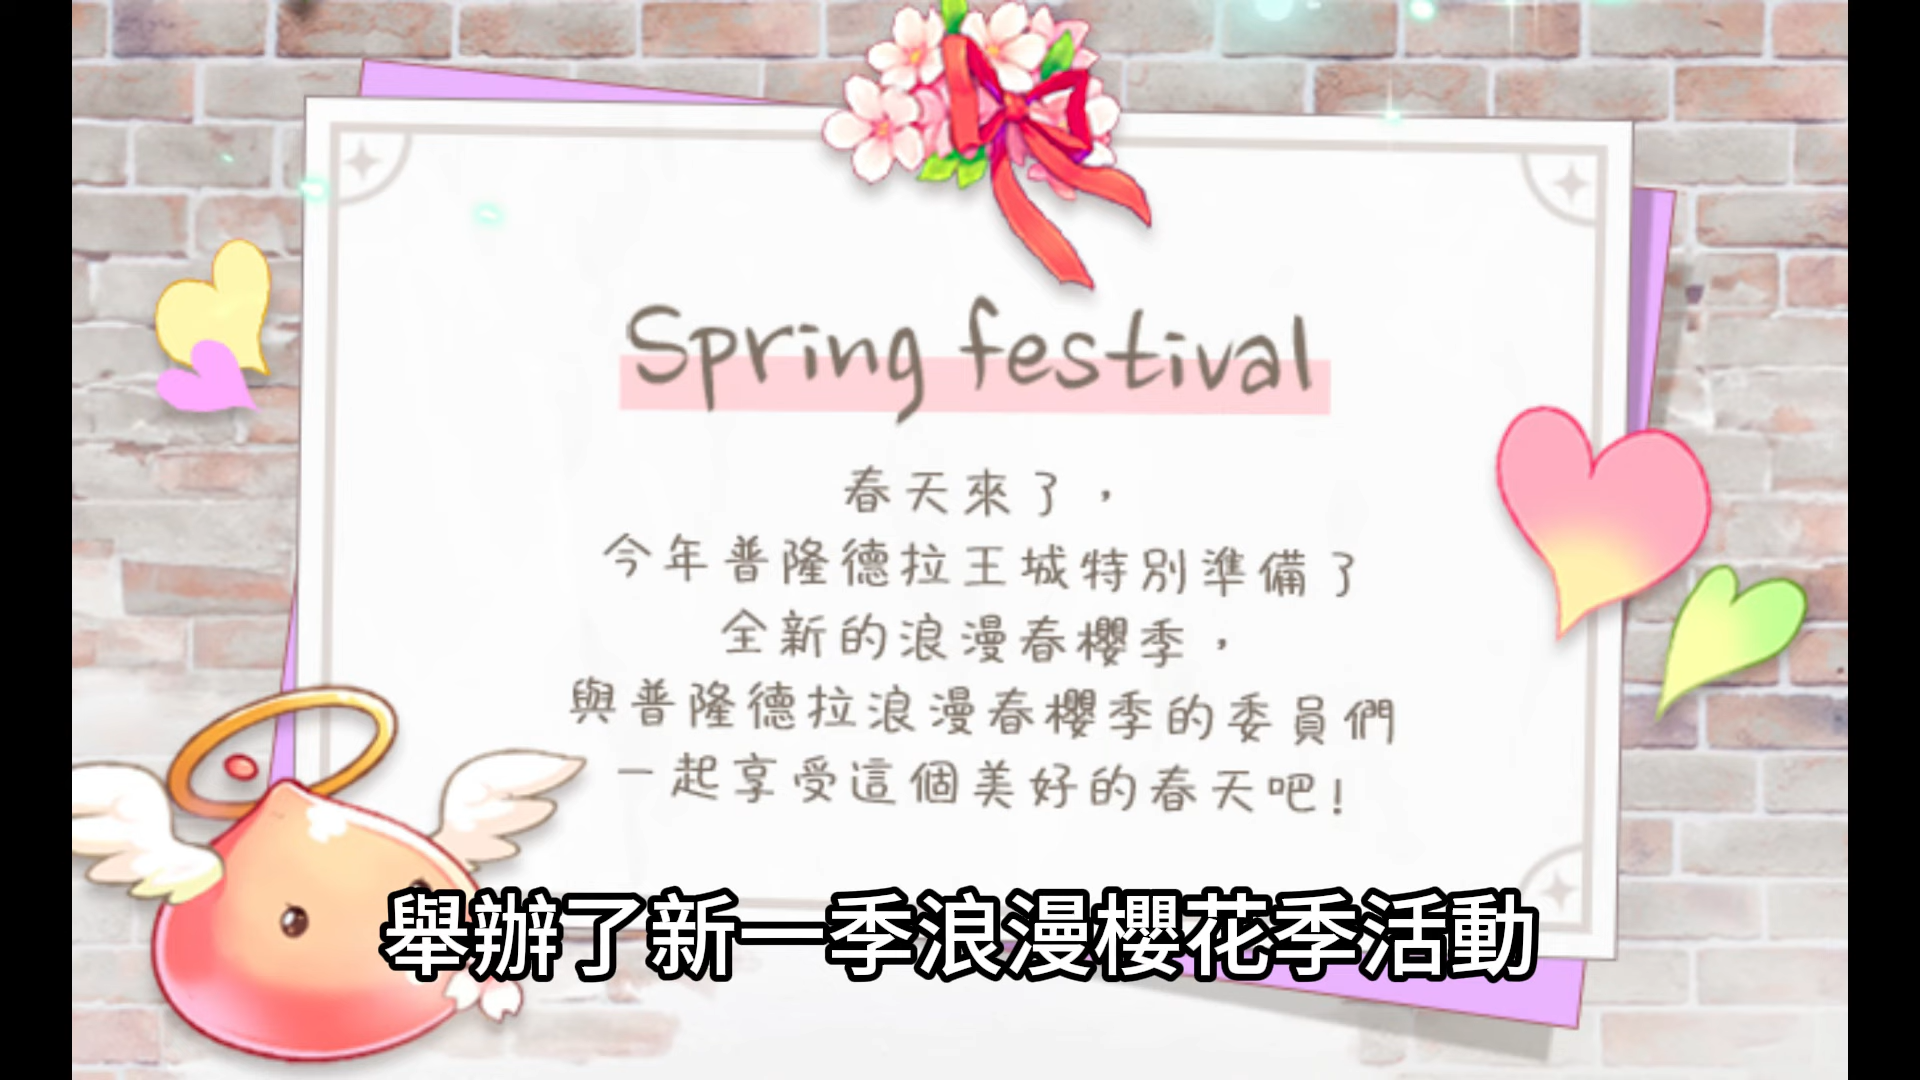 Spring festival
春天來了，
今年普隆德拉王城特別準備了
全新的浪漫春櫻季，
與普隆德拉浪漫春櫻季的委員們
一起享受這個美好的春天吧!
舉辦了新一季浪漫櫻花季活動